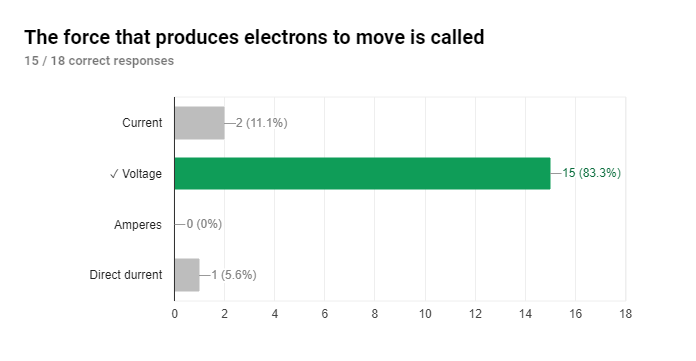 The force that produces electrons to move is called
15 / 18 correct responses
Current
2 (11.1%)
✓ Voltage
15 (83.3%)
Amperes
0 (0%)
Direct durrent
1 (5.6%)
0 2 4 6 8 10 12 14 16 18